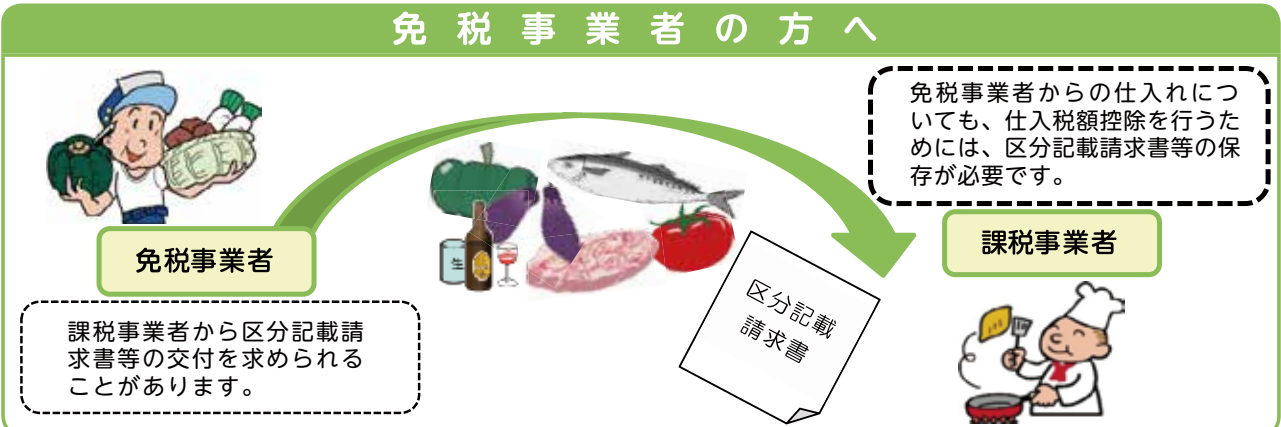 免税事業者の方へ
免税事業者からの仕入れにつ
いても、仕入税額控除を行うた
めには、区分記載請求書等の保
存が必要です。
免税事業者
課税事業者
生
区分記載
請求書
課税事業者から区分記載請
求書等の交付を求められる
ことがあります。